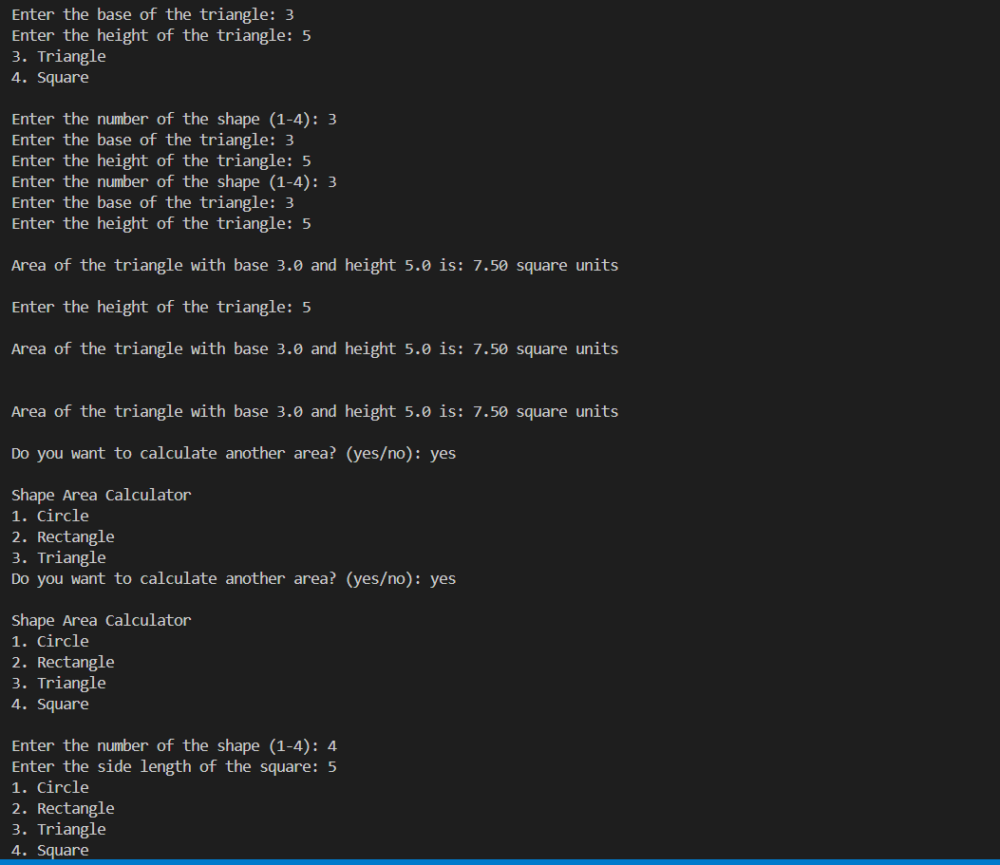 Enter the base of the triangle: 3
Enter the height of the triangle: 5
3. Triangle
4. Square
Enter the number of the shape (1-4): 3
Enter the base of the triangle: 3
Enter the height of the triangle: 5
Enter the number of the shape (1-4): 3
Enter the base of the triangle: 3
Enter the height of the triangle: 5
Area of the triangle with base 3.0 and height 5.0 is: 7.50 square units
Enter the height of the triangle: 5
Area of the triangle with base 3.0 and height 5.0 is: 7.50 square units
Area of the triangle with base 3.0 and height 5.0 is: 7.50 square units
Do you want to calculate another area? (yes/no): yes
Shape Area Calculator
1. Circle
2. Rectangle
3. Triangle
Do you want to calculate another area? (yes/no): yes
Shape Area Calculator
1. Circle
2. Rectangle
3. Triangle
4. Square
Enter the number of the shape (1-4): 4
Enter the side length of the square: 5
1. Circle
2. Rectangle
3. Triangle
4. Square